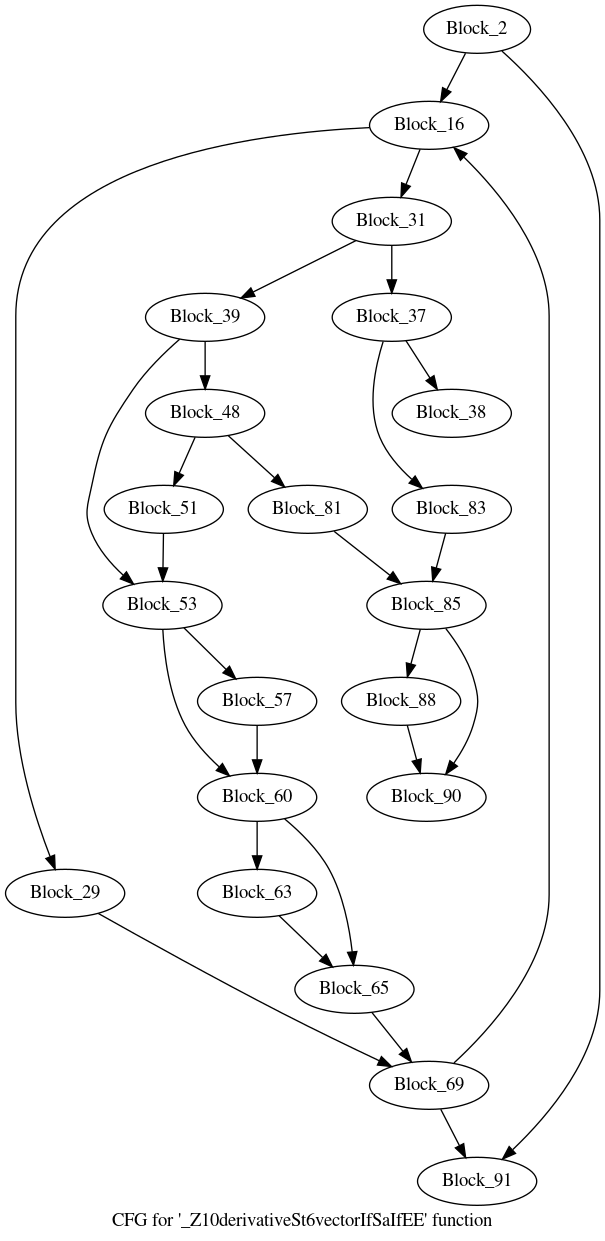 Block_2
Block_16
Block_31
Block_39
Block_37
Block_48
Block_38
Block_51
Block_81
Block_83
Block_53
Block_85
Block_57
Block_88
Block_60
Block_90
Block_29
Block_63
Block_65
Block_69
Block_91
CFG for '_Z10derivativeSt6vectorIfSaIfEE' function